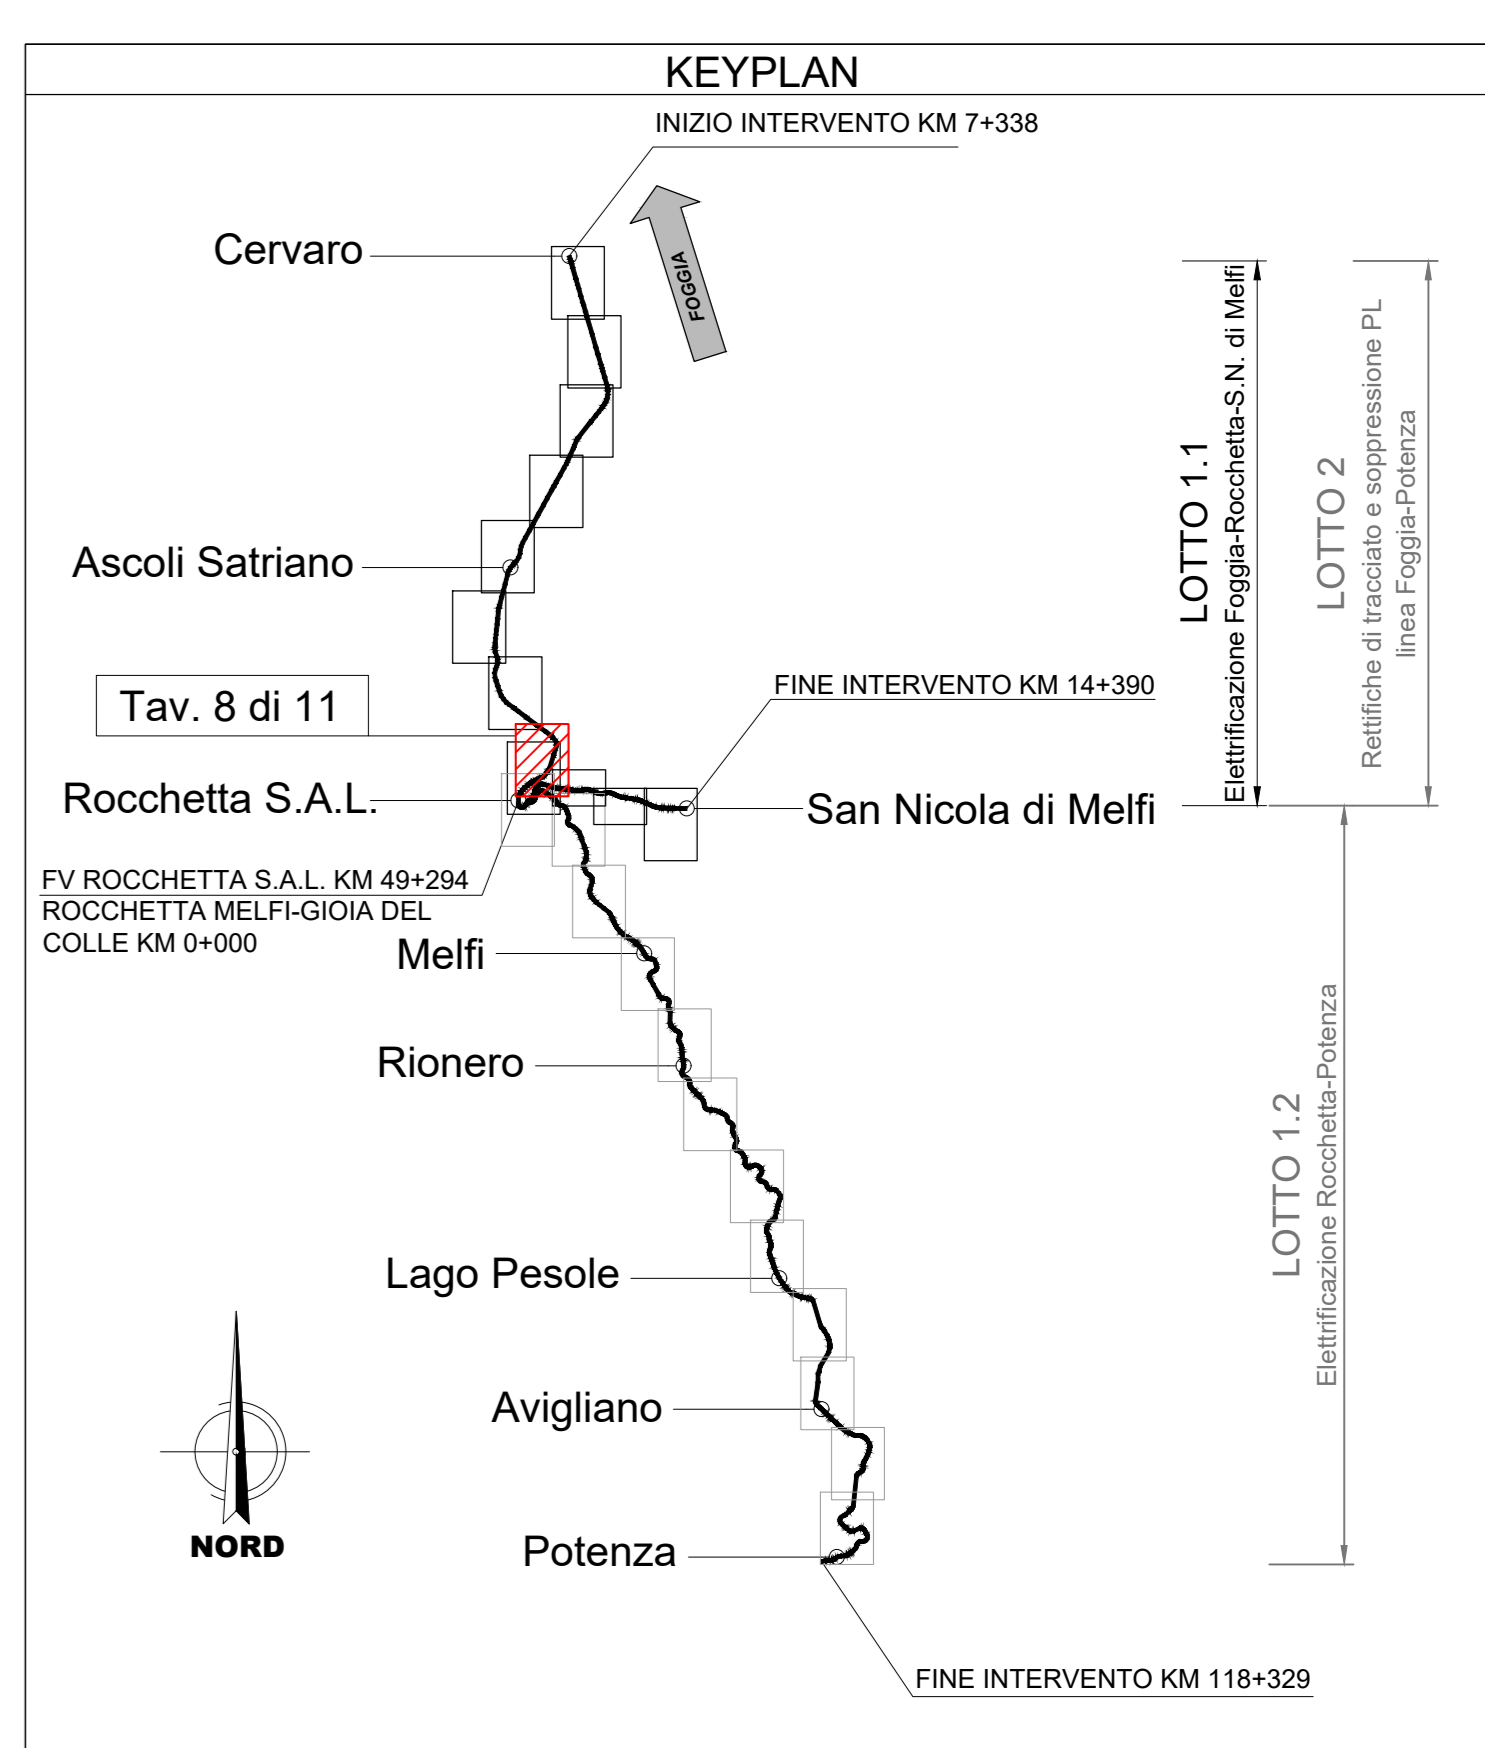 KEYPLAN
INIZIO INTERVENTO KM 7+338
FOGGIA
Cervaro
Ascoli Satriano
Tav. 8 di 11
FINE INTERVENTO KM 14+390
Rocchetta S.A.L.
San Nicola di Melfi
FV ROCCHETTA S.A.L. KM 49+294
ROCCHETTA MELFI-GIOIA DEL
COLLE KM 0+000
Melfi
Rionero
Lago Pesole
Avigliano
Potenza
FINE INTERVENTO KM 118+329
NORD
LOTTO 1.1
Elettrificazione Foggia-Rocchetta-S.N. di Melfi
LOTTO 2
Rettifiche di tracciato e soppressione PL
linea Foggia-Potenza
LOTTO 1.2
Elettrificazione Rocchetta-Potenza